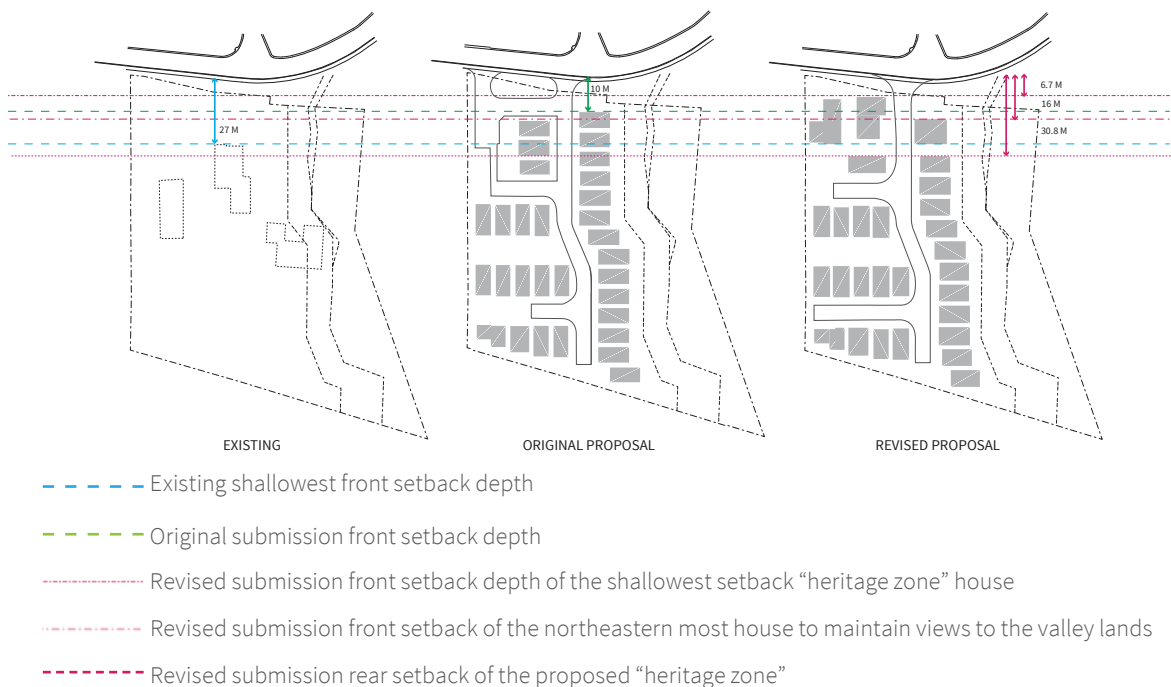 10 M
6.7 M
16 M
27 M
30.8 M
EXISTING
ORIGINAL PROPOSAL
REVISED PROPOSAL
Existing shallowest front setback depth
Original submission front setback depth
Revised submission front setback depth of the shallowest setback “heritage zone” house
Revised submission front setback of the northeastern most house to maintain views to the valley lands
Revised submission rear setback of the proposed “heritage zone”